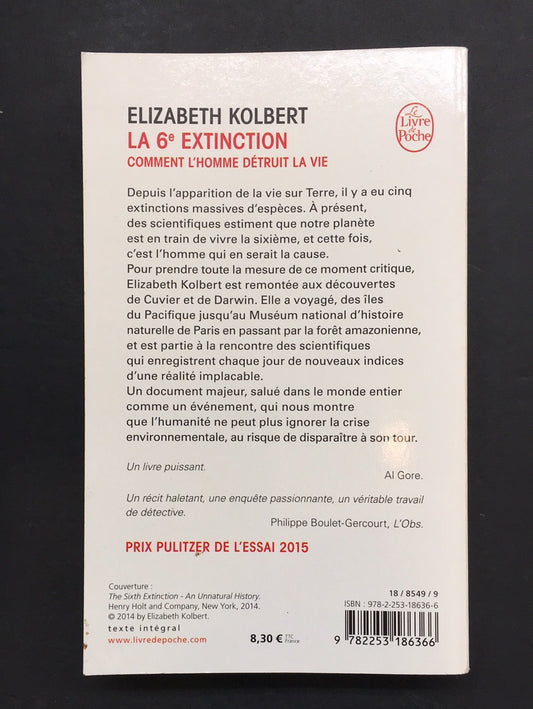 ELIZABETH KOLBERT
LA 6e EXTINCTION
COMMENT L'HOMME DÉTRUIT LA VIE
Le
Livre
de
Poche
Depuis l'apparition de la vie sur Terre, il y a eu cinq
extinctions massives d'espèces. À présent,
des scientifiques estiment que notre planète
est en train de vivre la sixième, et cette fois,
c'est l'homme qui en serait la cause.
Pour prendre toute la mesure de ce moment critique,
Elizabeth Kolbert est remontée aux découvertes
de Cuvier et de Darwin. Elle a voyagé, des îles
du Pacifique jusqu'au Muséum national d'histoire
naturelle de Paris en passant par la forêt amazonienne,
et est partie à la rencontre des scientifiques
qui enregistrent chaque jour de nouveaux indices
d'une réalité implacable.
Un document majeur, salué dans le monde entier
comme un événement, qui nous montre
que l'humanité ne peut plus ignorer la crise
environnementale, au risque de disparaître à son tour.
Un livre puissant.
Al Gore.
Un récit haletant, une enquête passionnante, un véritable travail
de détective.
Philippe Boulet-Gercourt, L'Obs.
PRIX PULITZER DE L'ESSAI 2015
Couverture :
The Sixth Extinction - An Unnatural History.
Henry Holt and Company, New York, 2014.
© 2014 by Elizabeth Kolbert.
texte intégral
www.livredepoche.com
8,30 € TTC France
18 / 8549 / 9
ISBN : 978-2-253-18636-6
9 782253 186366